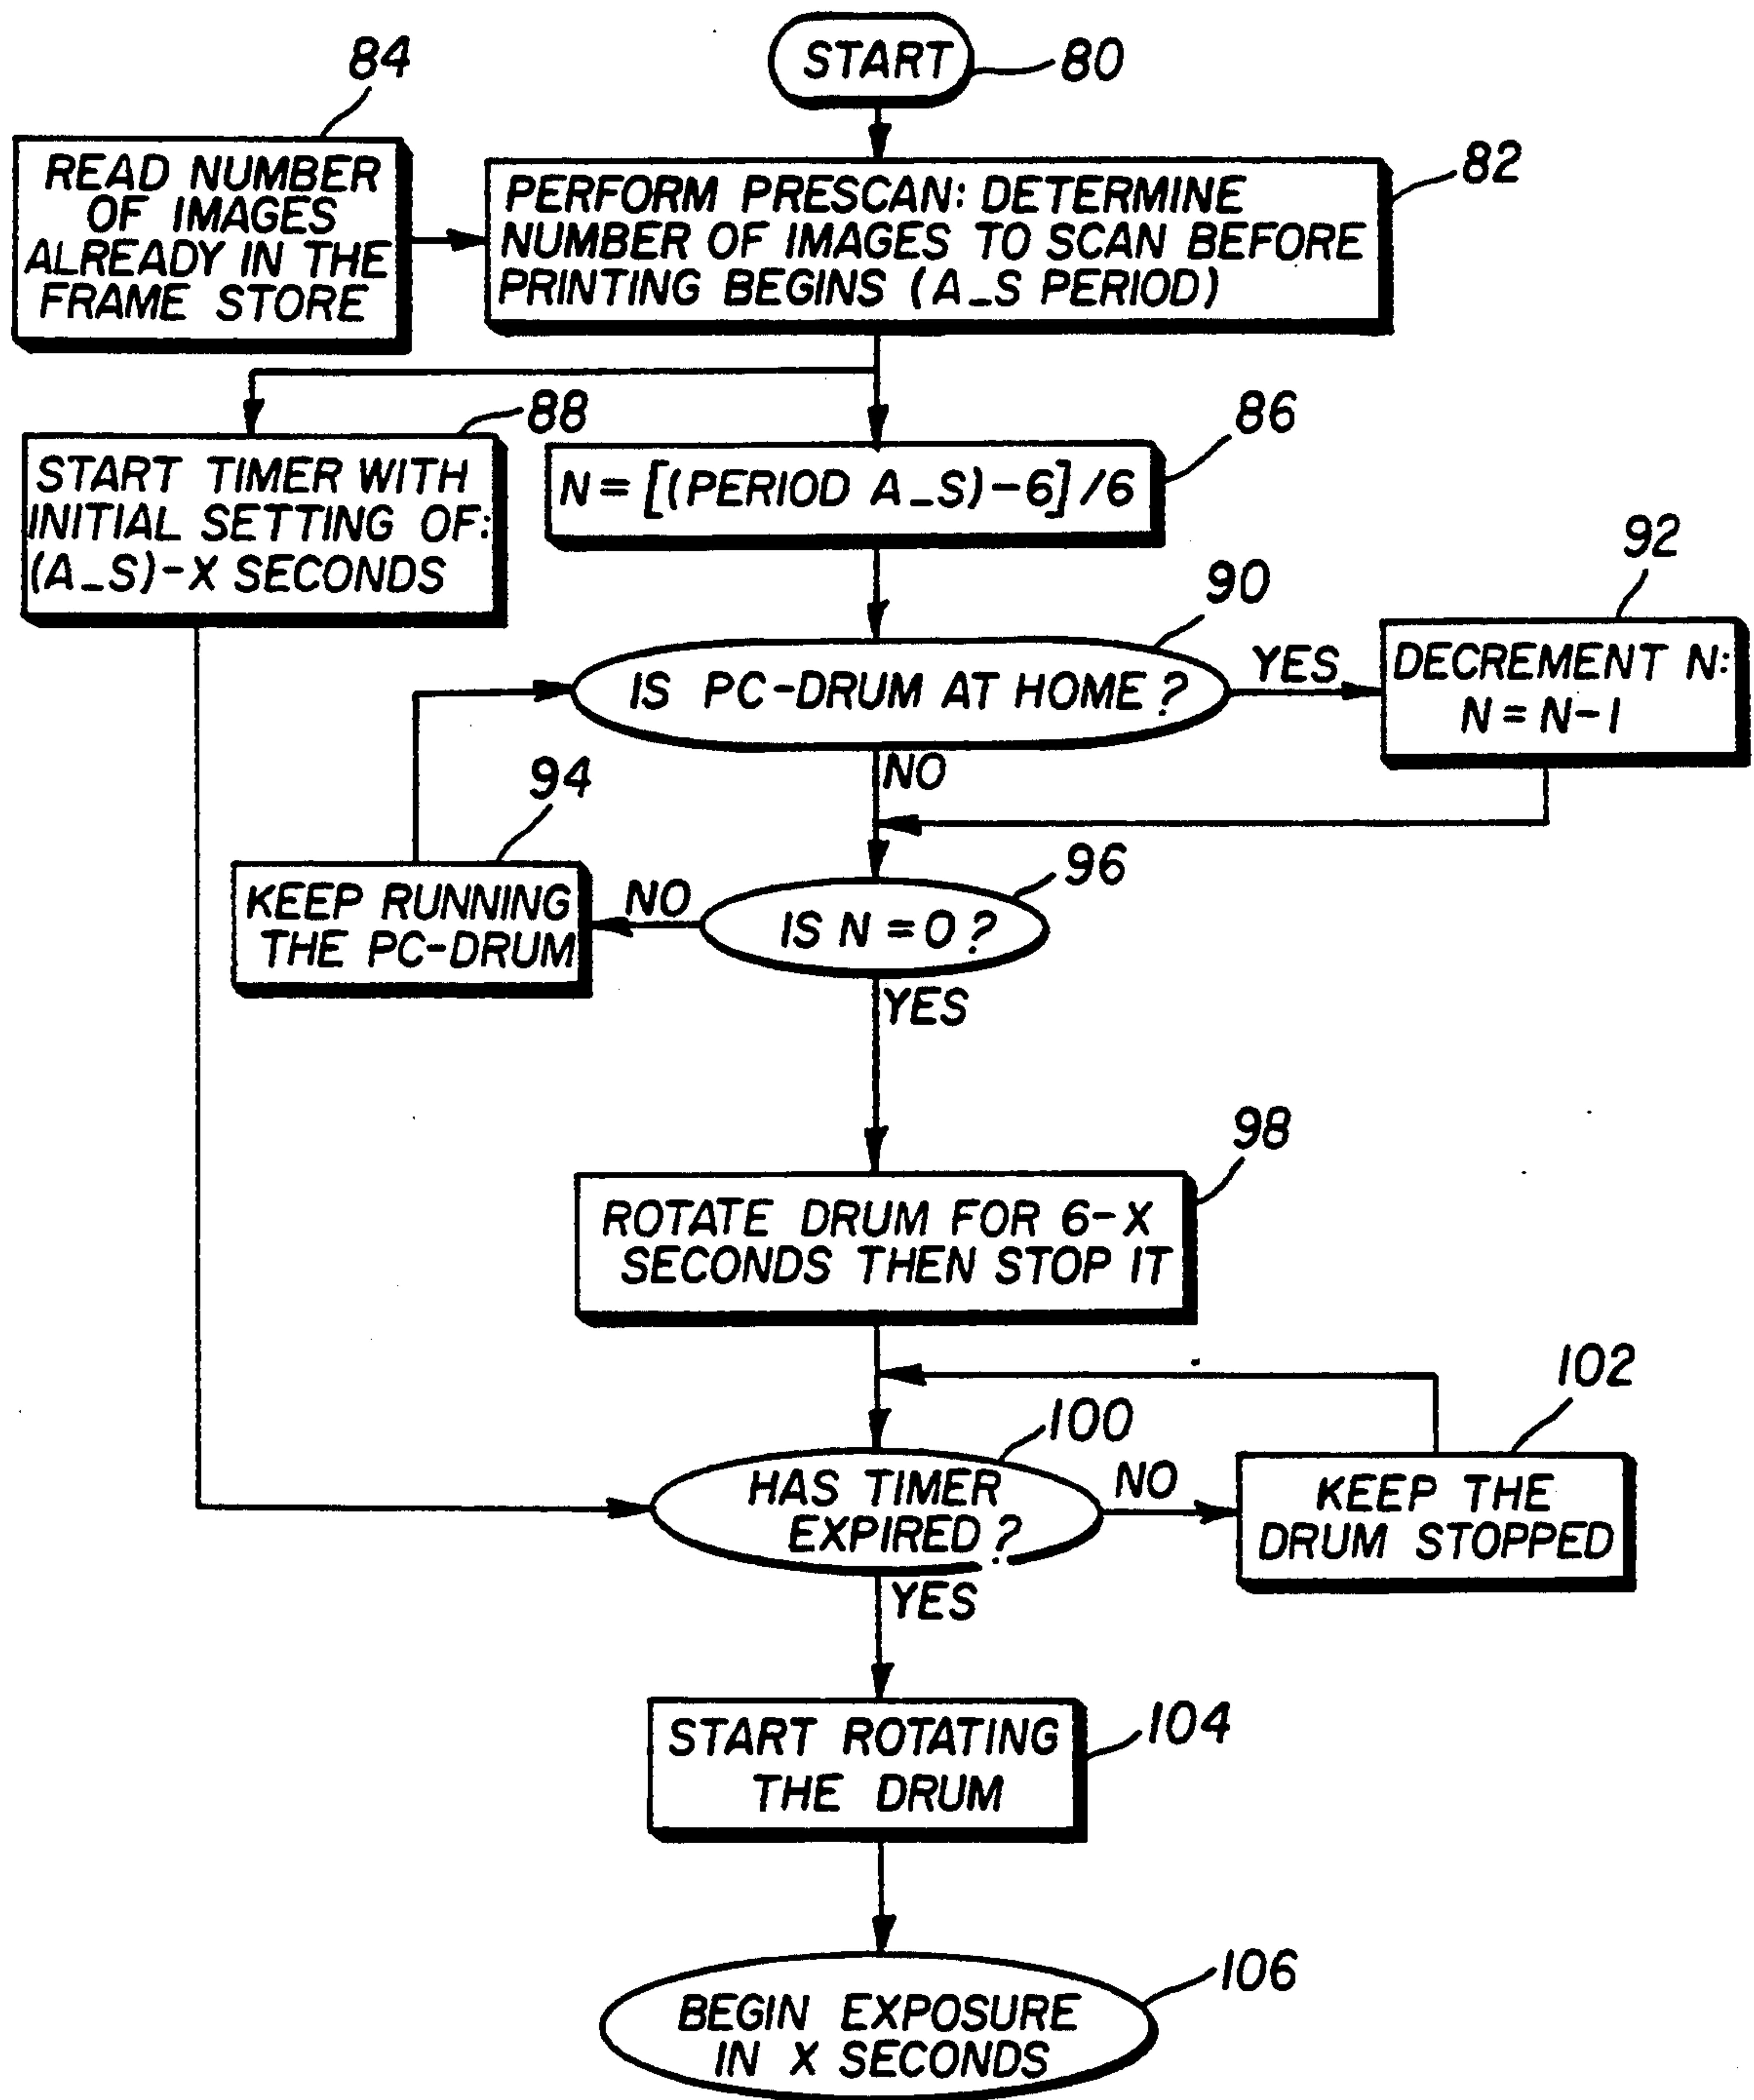 START
80
84
READ NUMBER
OF IMAGES
ALREADY IN THE
FRAME STORE
82
PERFORM PRESCAN: DETERMINE
NUMBER OF IMAGES TO SCAN BEFORE
PRINTING BEGINS (A_S PERIOD)
88
START TIMER WITH
INITIAL SETTING OF:
(A_S)-X SECONDS
86
N = [(PERIOD A_S)-6]/6
90
IS PC-DRUM AT HOME?
YES
92
DECREMENT N:
N = N-1
NO
94
KEEP RUNNING
THE PC-DRUM
NO
96
IS N = 0?
YES
98
ROTATE DRUM FOR 6-X
SECONDS THEN STOP IT
100
HAS TIMER
EXPIRED?
NO
102
KEEP THE
DRUM STOPPED
YES
104
START ROTATING
THE DRUM
106
BEGIN EXPOSURE
IN X SECONDS